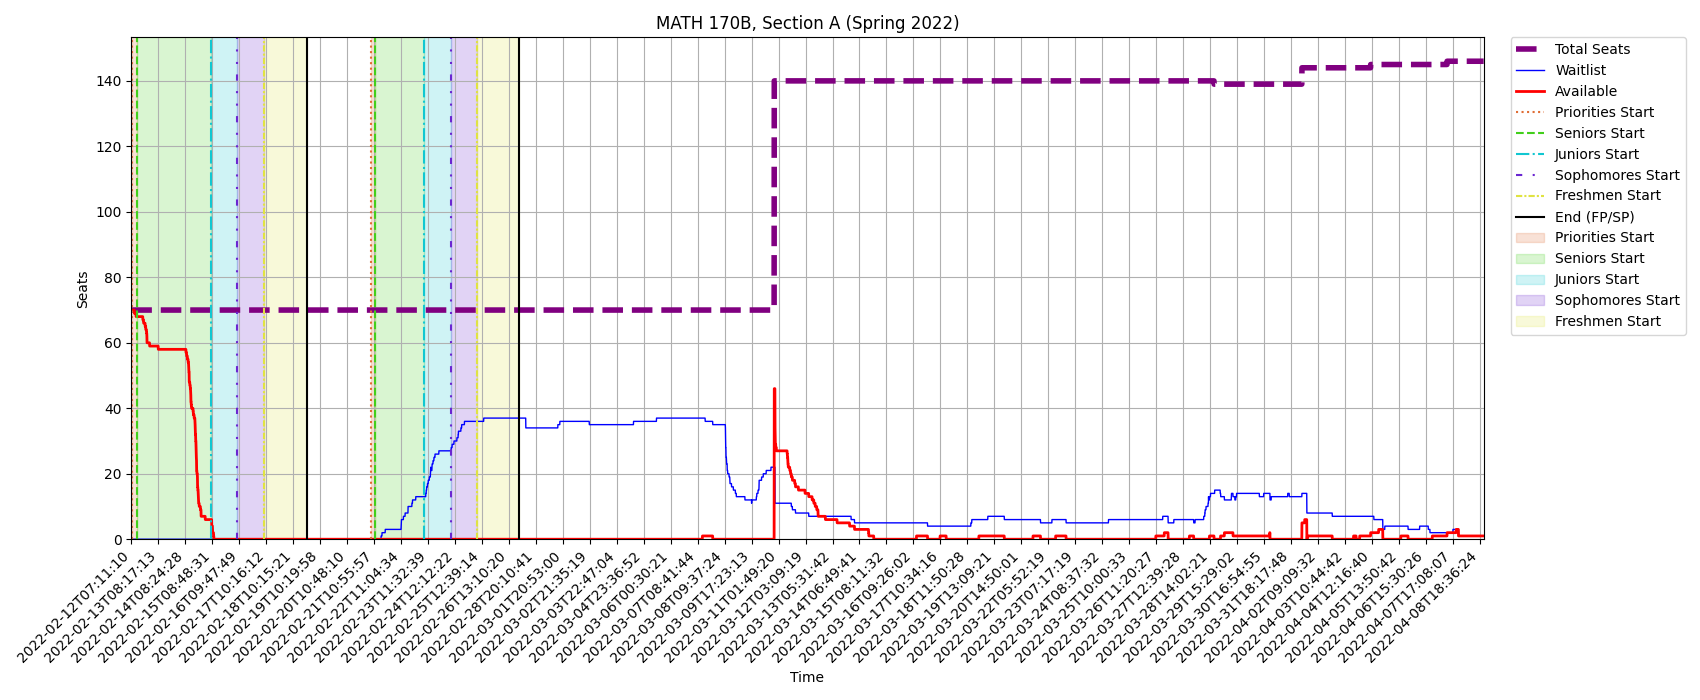 MATH 170B, Section A (Spring 2022)
Seats
140
120
100
80
60
40
20
0
2022-02-12T07:11:10
2022-02-13T08:17:13
2022-02-14T08:24:28
2022-02-15T08:48:31
2022-02-16T09:47:49
2022-02-17T10:16:12
2022-02-18T10:15:21
2022-02-19T10:19:58
2022-02-20T10:48:16
2022-02-21T10:55:57
2022-02-22T11:04:34
2022-02-23T11:32:39
2022-02-24T12:12:22
2022-02-25T12:39:14
2022-02-26T13:10:20
2022-02-28T20:10:41
2022-03-01T20:53:00
2022-03-02T21:35:19
2022-03-03T22:47:04
2022-03-04T23:36:52
2022-03-06T00:30:21
2022-03-07T08:41:44
2022-03-08T09:37:24
2022-03-09T17:23:13
2022-03-11T01:49:20
2022-03-12T03:09:19
2022-03-13T05:31:42
2022-03-14T06:49:41
2022-03-15T08:11:32
2022-03-16T09:26:02
2022-03-17T10:34:16
2022-03-18T11:50:28
2022-03-19T13:09:21
2022-03-20T14:50:01
2022-03-22T05:52:19
2022-03-23T07:17:19
2022-03-24T08:37:32
2022-03-25T10:00:33
2022-03-26T11:20:27
2022-03-27T12:39:28
2022-03-28T14:02:21
2022-03-29T15:29:02
2022-03-30T16:54:55
2022-03-31T18:17:48
2022-04-02T09:09:32
2022-04-03T10:44:42
2022-04-04T12:16:40
2022-04-05T13:50:42
2022-04-06T15:30:26
2022-04-07T17:08:07
2022-04-08T18:36:24
Time
Total Seats
Waitlist
Available
Priorities Start
Seniors Start
Juniors Start
Sophomores Start
Freshmen Start
End (FP/SP)
Priorities Start
Seniors Start
Juniors Start
Sophomores Start
Freshmen Start